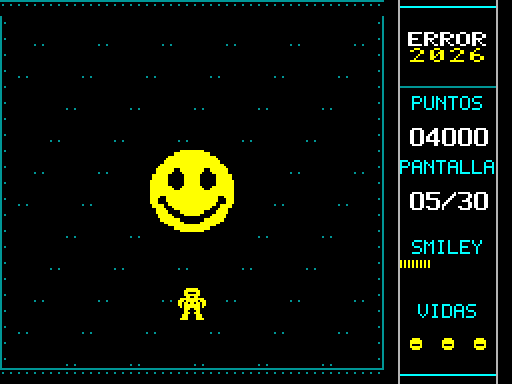 ERROR
2026
PUNTOS
04000
PANTALLA
05/30
SMILEY
VIDAS